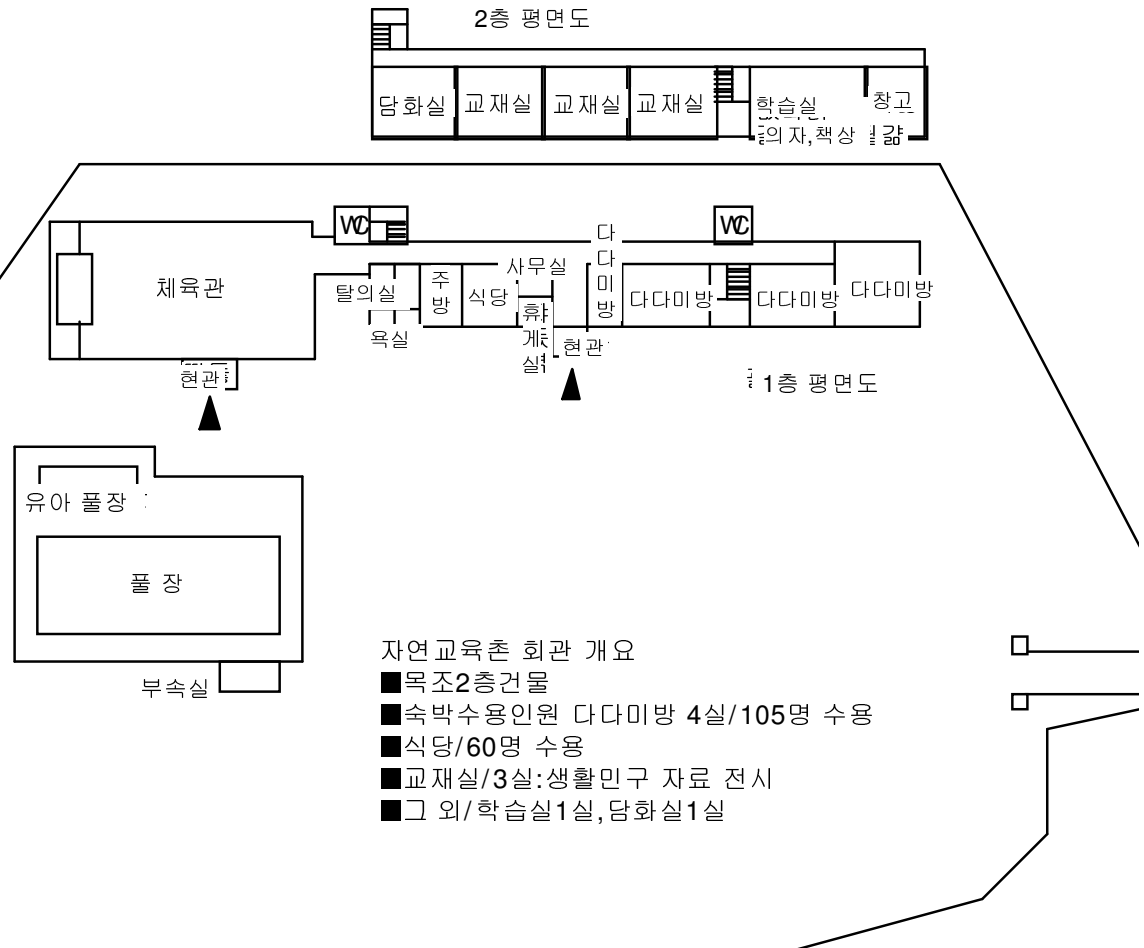 2층 평면도
담화실
교재실
교재실
교재실
학습실
창고
의자,책상
WC
WC
체육관
탈의실
욕실
주방
식당
사무실
휴게실
현관
다다미방
다다미방
다다미방
다다미방
현관
1층 평면도
유아 풀장
풀 장
부속실
자연교육촌 회관 개요
■목조2층건물
■숙박수용인원 다다미방 4실/105명 수용
■식당/60명 수용
■교재실/3실:생활민구 자료 전시
■그 외/학습실1실,담화실1실